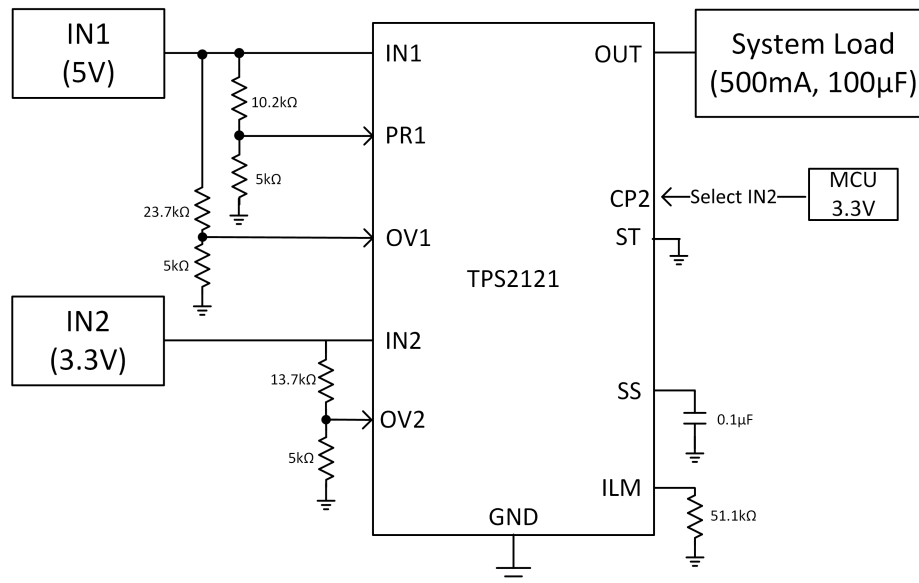 IN1
(5V)
IN1
OUT
System Load
(500mA, 100µF)
10.2kΩ
PR1
5kΩ
CP2
Select IN2
MCU
3.3V
23.7kΩ
OV1
ST
5kΩ
TPS2121
IN2
(3.3V)
IN2
13.7kΩ
OV2
SS
0.1µF
5kΩ
ILM
51.1kΩ
GND